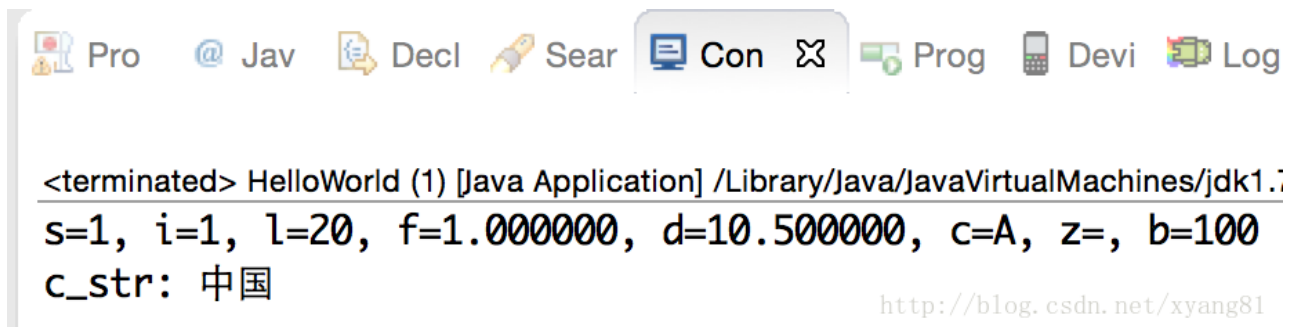 Pro @ Jav Decl Sear Con Prog Devi Log
<terminated> HelloWorld (1) [Java Application] /Library/Java/JavaVirtualMachines/jdk1.7
s=1, i=1, l=20, f=1.000000, d=10.500000, c=A, z=, b=100
c_str: 中国
http://blog.csdn.net/xyang81